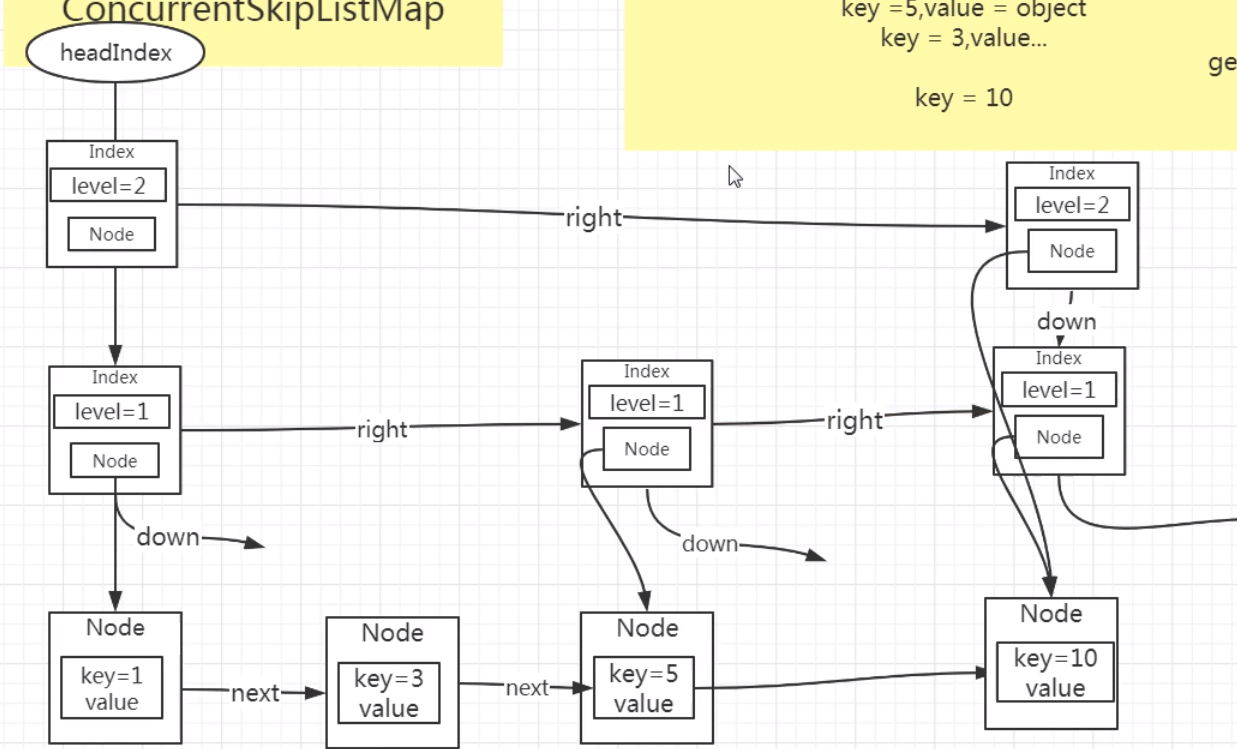 ConcurrentSkipListMap
headIndex
key =5,value = object
key = 3,value...
ge
key = 10
Index
level=2
Node
right
Index
level=2
Node
down
Index
level=1
Node
right
Index
level=1
Node
right
Index
level=1
Node
down
down
Node
key=1
value
next
Node
key=3
value
next
Node
key=5
value
Node
key=10
value